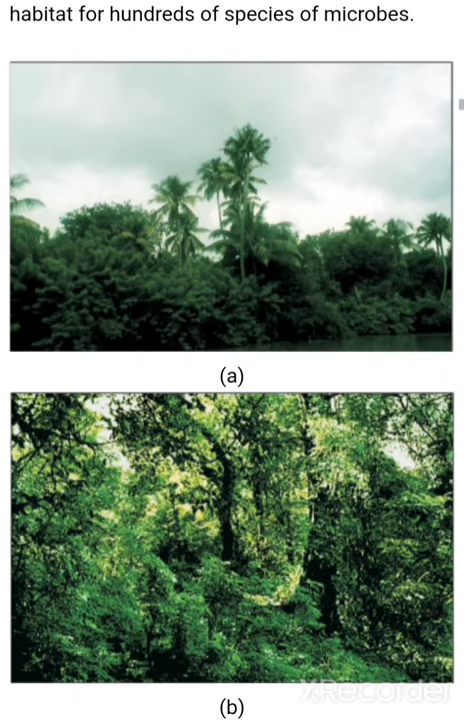 habitat for hundreds of species of microbes.
(a)
(b)
XRecorder